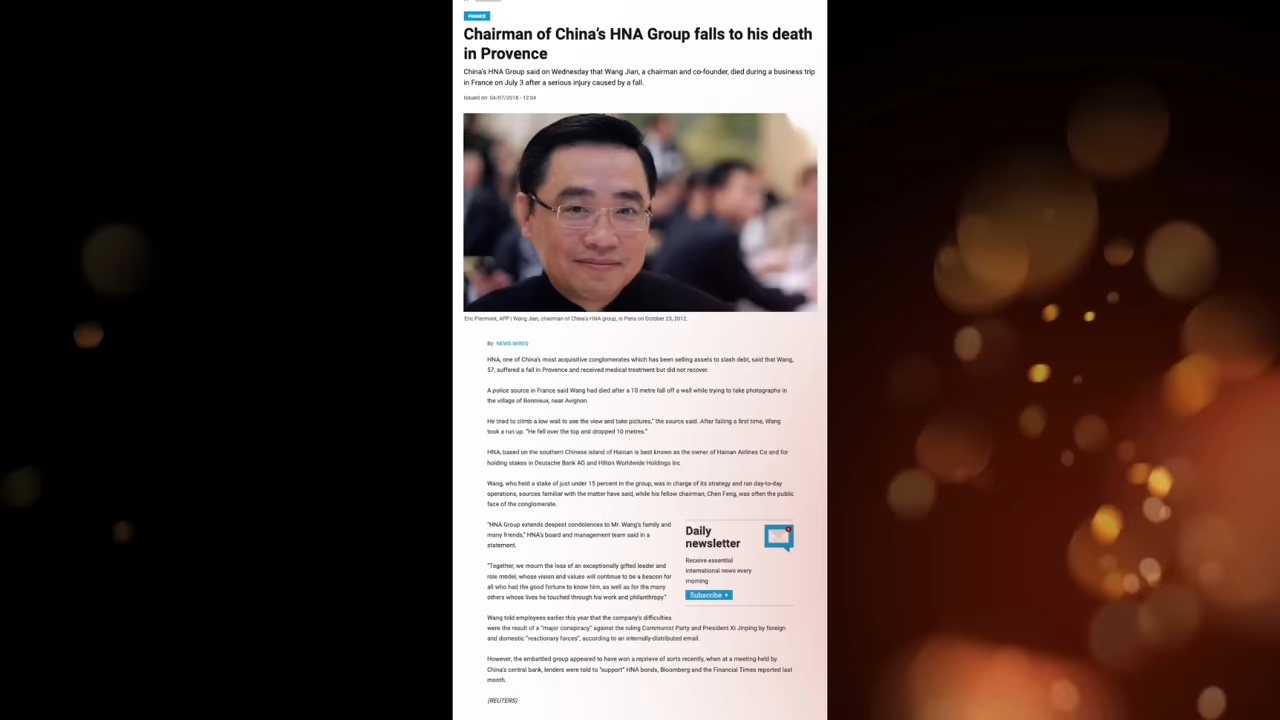 FRANCE
Chairman of China's HNA Group falls to his death
in Provence
China's HNA Group said on Wednesday that Wang Jian, a chairman and co-founder, died during a business trip
in France on July 3 after a serious injury caused by a fall.
Issued on: 04/07/2018 - 12:04
Eric Piermont, AFP | Wang Jian, chairman of China's HNA group, in Paris on October 23, 2012.
By: NEWS WIRES
HNA, one of China's most acquisitive conglomerates which has been selling assets to slash debt, said that Wang,
57, suffered a fall in Provence and received medical treatment but did not recover.
A police source in France said Wang had died after a 10 metre fall off a wall while trying to take photographs in
the village of Bonnieux, near Avignon.
He tried to climb a low wall to see the view and take pictures," the source said. After failing a first time, Wang
took a run up. "He fell over the top and dropped 10 metres."
HNA, based on the southern Chinese island of Hainan is best known as the owner of Hainan Airlines Co and for
holding stakes in Deutsche Bank AG and Hilton Worldwide Holdings Inc.
Wang, who held a stake of just under 15 percent in the group, was in charge of its strategy and ran day-to-day
operations, sources familiar with the matter have said, while his fellow chairman, Chen Feng, was often the public
face of the conglomerate.
"HNA Group extends deepest condolences to Mr. Wang's family and
many friends," HNA's board and management team said in a
statement.
"Together, we mourn the loss of an exceptionally gifted leader and
role model, whose vision and values will continue to be a beacon for
all who had the good fortune to know him, as well as for the many
others whose lives he touched through his work and philanthropy."
Daily
newsletter
Receive essential
international news every
morning
Subscribe
Wang told employees earlier this year that the company's difficulties
were the result of a "major conspiracy" against the ruling Communist Party and President Xi Jinping by foreign
and domestic "reactionary forces", according to an internally-distributed email.
However, the embattled group appeared to have won a reprieve of sorts recently, when at a meeting held by
China's central bank, lenders were told to "support" HNA bonds, Bloomberg and the Financial Times reported last
month.
(REUTERS)